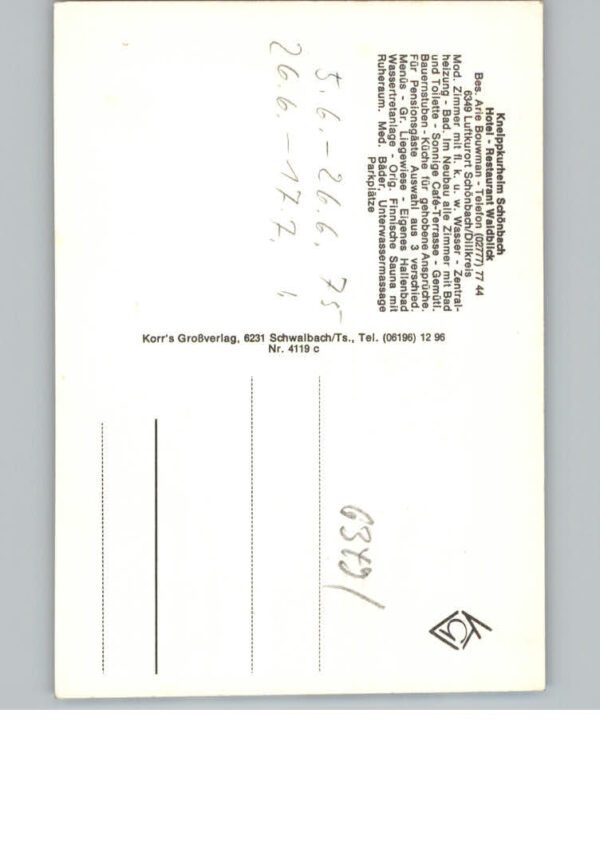 Kneippkurheim Schönbach
Hotel - Restaurant Waldblick
Bes. Arie Bouwman - Telefon (02777) 77 44
6349 Luftkurort Schönbach/Dillkreis
Mod. Zimmer mit fl. k. u. w. Wasser - Zentral-
heizung - Bad. Im Neubau alle Zimmer mit Bad
und Toilette - Sonnige Café-Terrasse - Gemütl.
Bauernstuben - Küche für gehobene Ansprüche.
Für Pensionsgäste Auswahl aus 3 verschied.
Menüs - Gr. Liegewiese - Eigenes Hallenbad
Wassertretanlage - Orig. Finnische Sauna mit
Ruheraum. Med. Bäder, Unterwassermassage
Parkplätze
5.6. - 26.6. 75
26.6. - 17.7.
Korr's Großverlag, 6231 Schwalbach/Ts., Tel. (06196) 12 96
Nr. 4119 c